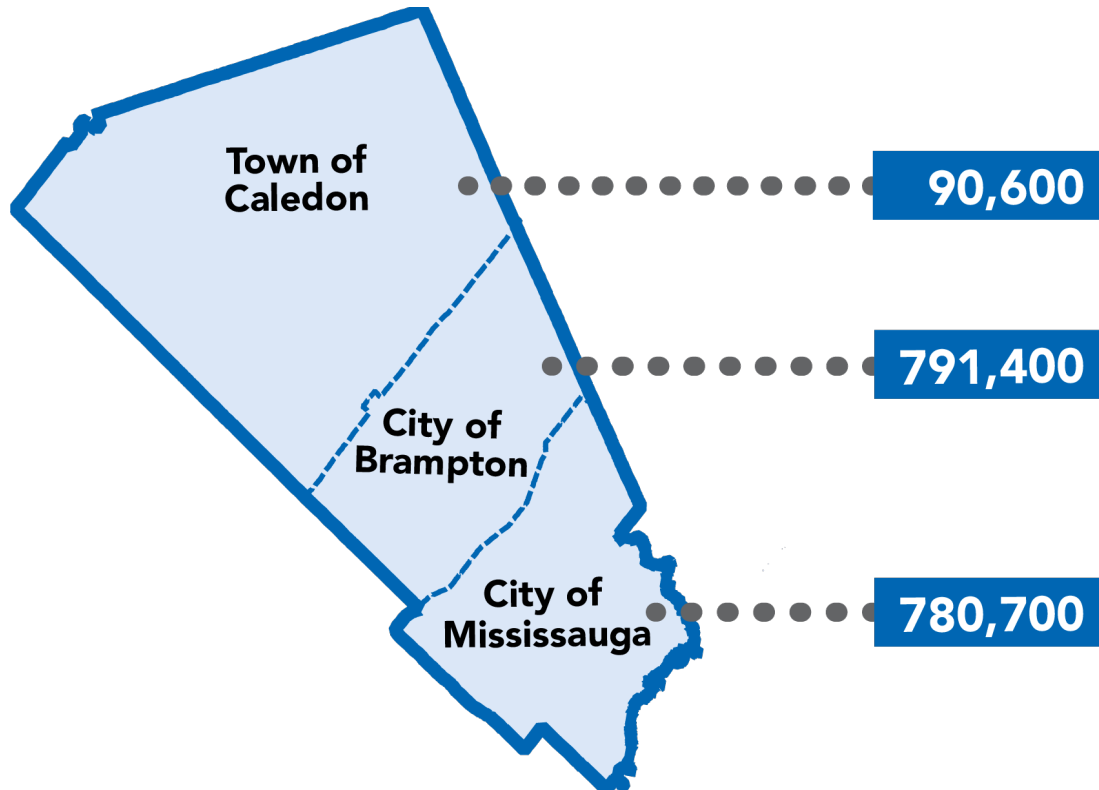 Town of
Caledon
90,600
City of
Brampton
791,400
City of
Mississauga
780,700